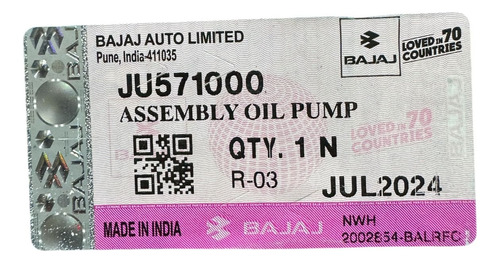 BAJAJ AUTO LIMITED
Pune, India-411035
BAJAJ
LOVED IN 70
COUNTRIES
JU571000
ASSEMBLY OIL PUMP
LOVED IN 70
COUNTRIES
QTY. 1 N
R-03
JUL2024
MADE IN INDIA
BAJAJ
NWH
2002854-BALRFC
BAJAJ